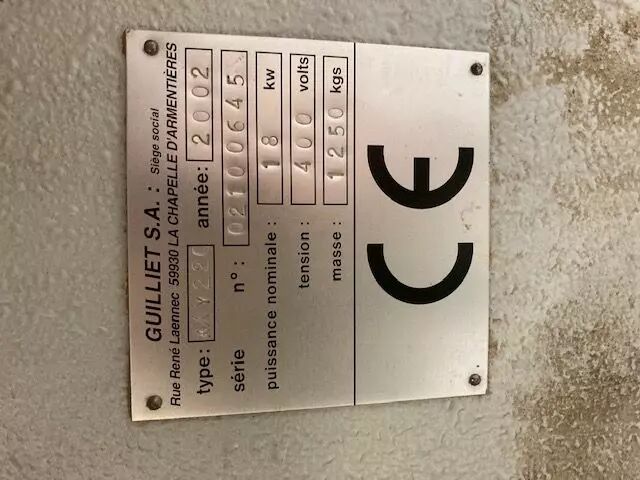 GUILLIET S.A. : Siège social
Rue René Laennec 59930 LA CHAPELLE D'ARMENTIÈRES
type: année: 2002
série n°: 02100645
puissance nominale: 18 kw
tension: 400 volts
masse: 1250 kgs
CE